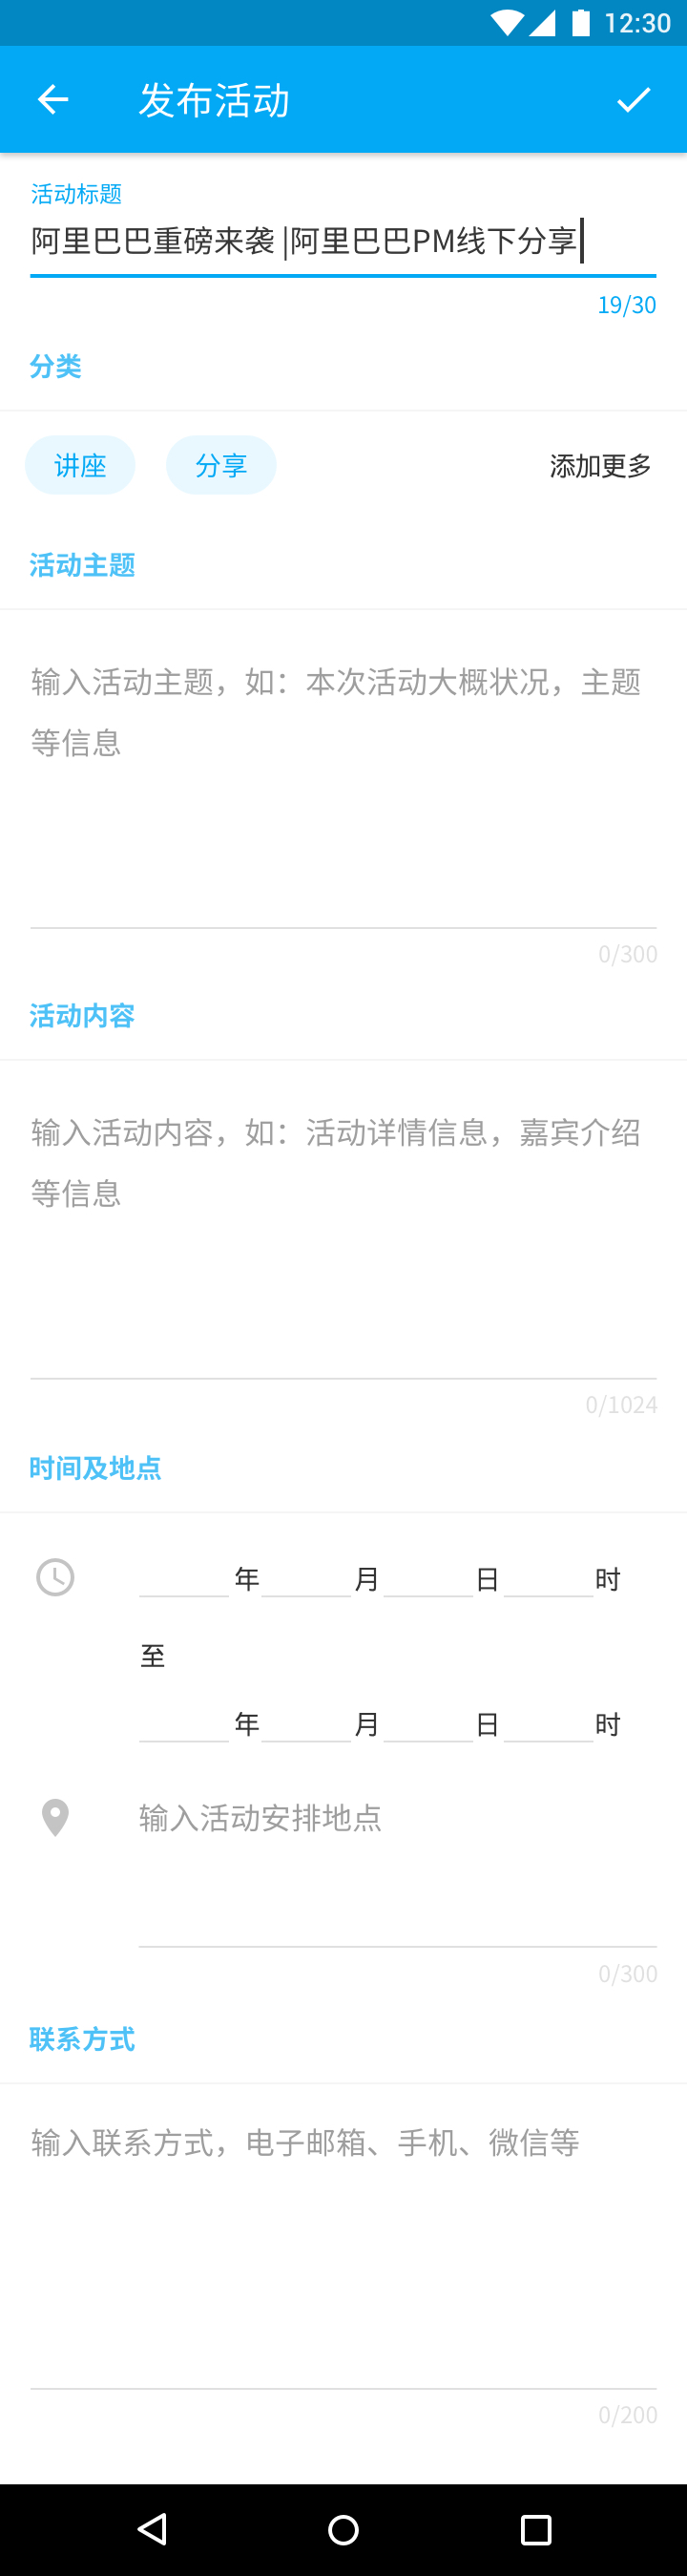 12:30
发布活动
活动标题
阿里巴巴重磅来袭 |阿里巴巴PM线下分享
19/30
分类
讲座 分享 添加更多
活动主题
输入活动主题，如：本次活动大概状况，主题
等信息
0/300
活动内容
输入活动内容，如：活动详情信息，嘉宾介绍
等信息
0/1024
时间及地点
年 月 日 时
至
年 月 日 时
输入活动安排地点
0/300
联系方式
输入联系方式，电子邮箱、手机、微信等
0/200